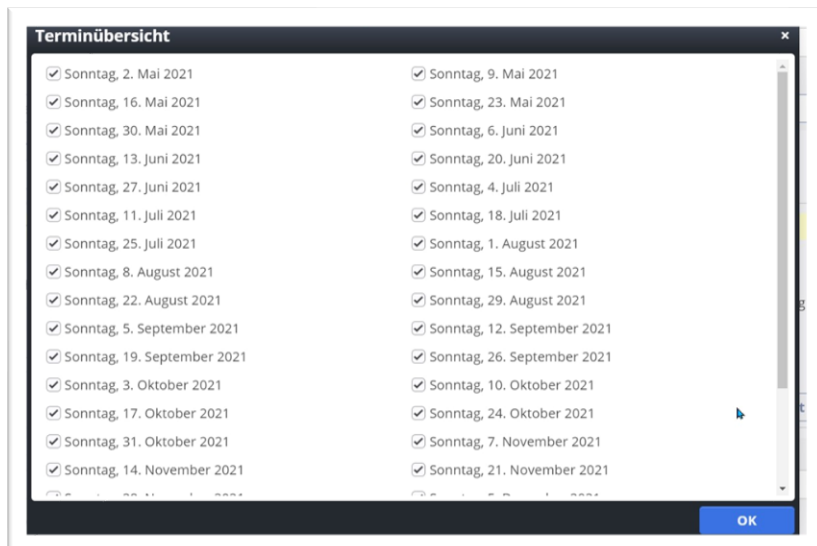 Terminübersicht ×
Sonntag, 2. Mai 2021 Sonntag, 9. Mai 2021
Sonntag, 16. Mai 2021 Sonntag, 23. Mai 2021
Sonntag, 30. Mai 2021 Sonntag, 6. Juni 2021
Sonntag, 13. Juni 2021 Sonntag, 20. Juni 2021
Sonntag, 27. Juni 2021 Sonntag, 4. Juli 2021
Sonntag, 11. Juli 2021 Sonntag, 18. Juli 2021
Sonntag, 25. Juli 2021 Sonntag, 1. August 2021
Sonntag, 8. August 2021 Sonntag, 15. August 2021
Sonntag, 22. August 2021 Sonntag, 29. August 2021
Sonntag, 5. September 2021 Sonntag, 12. September 2021
Sonntag, 19. September 2021 Sonntag, 26. September 2021
Sonntag, 3. Oktober 2021 Sonntag, 10. Oktober 2021
Sonntag, 17. Oktober 2021 Sonntag, 24. Oktober 2021
Sonntag, 31. Oktober 2021 Sonntag, 7. November 2021
Sonntag, 14. November 2021 Sonntag, 21. November 2021
OK